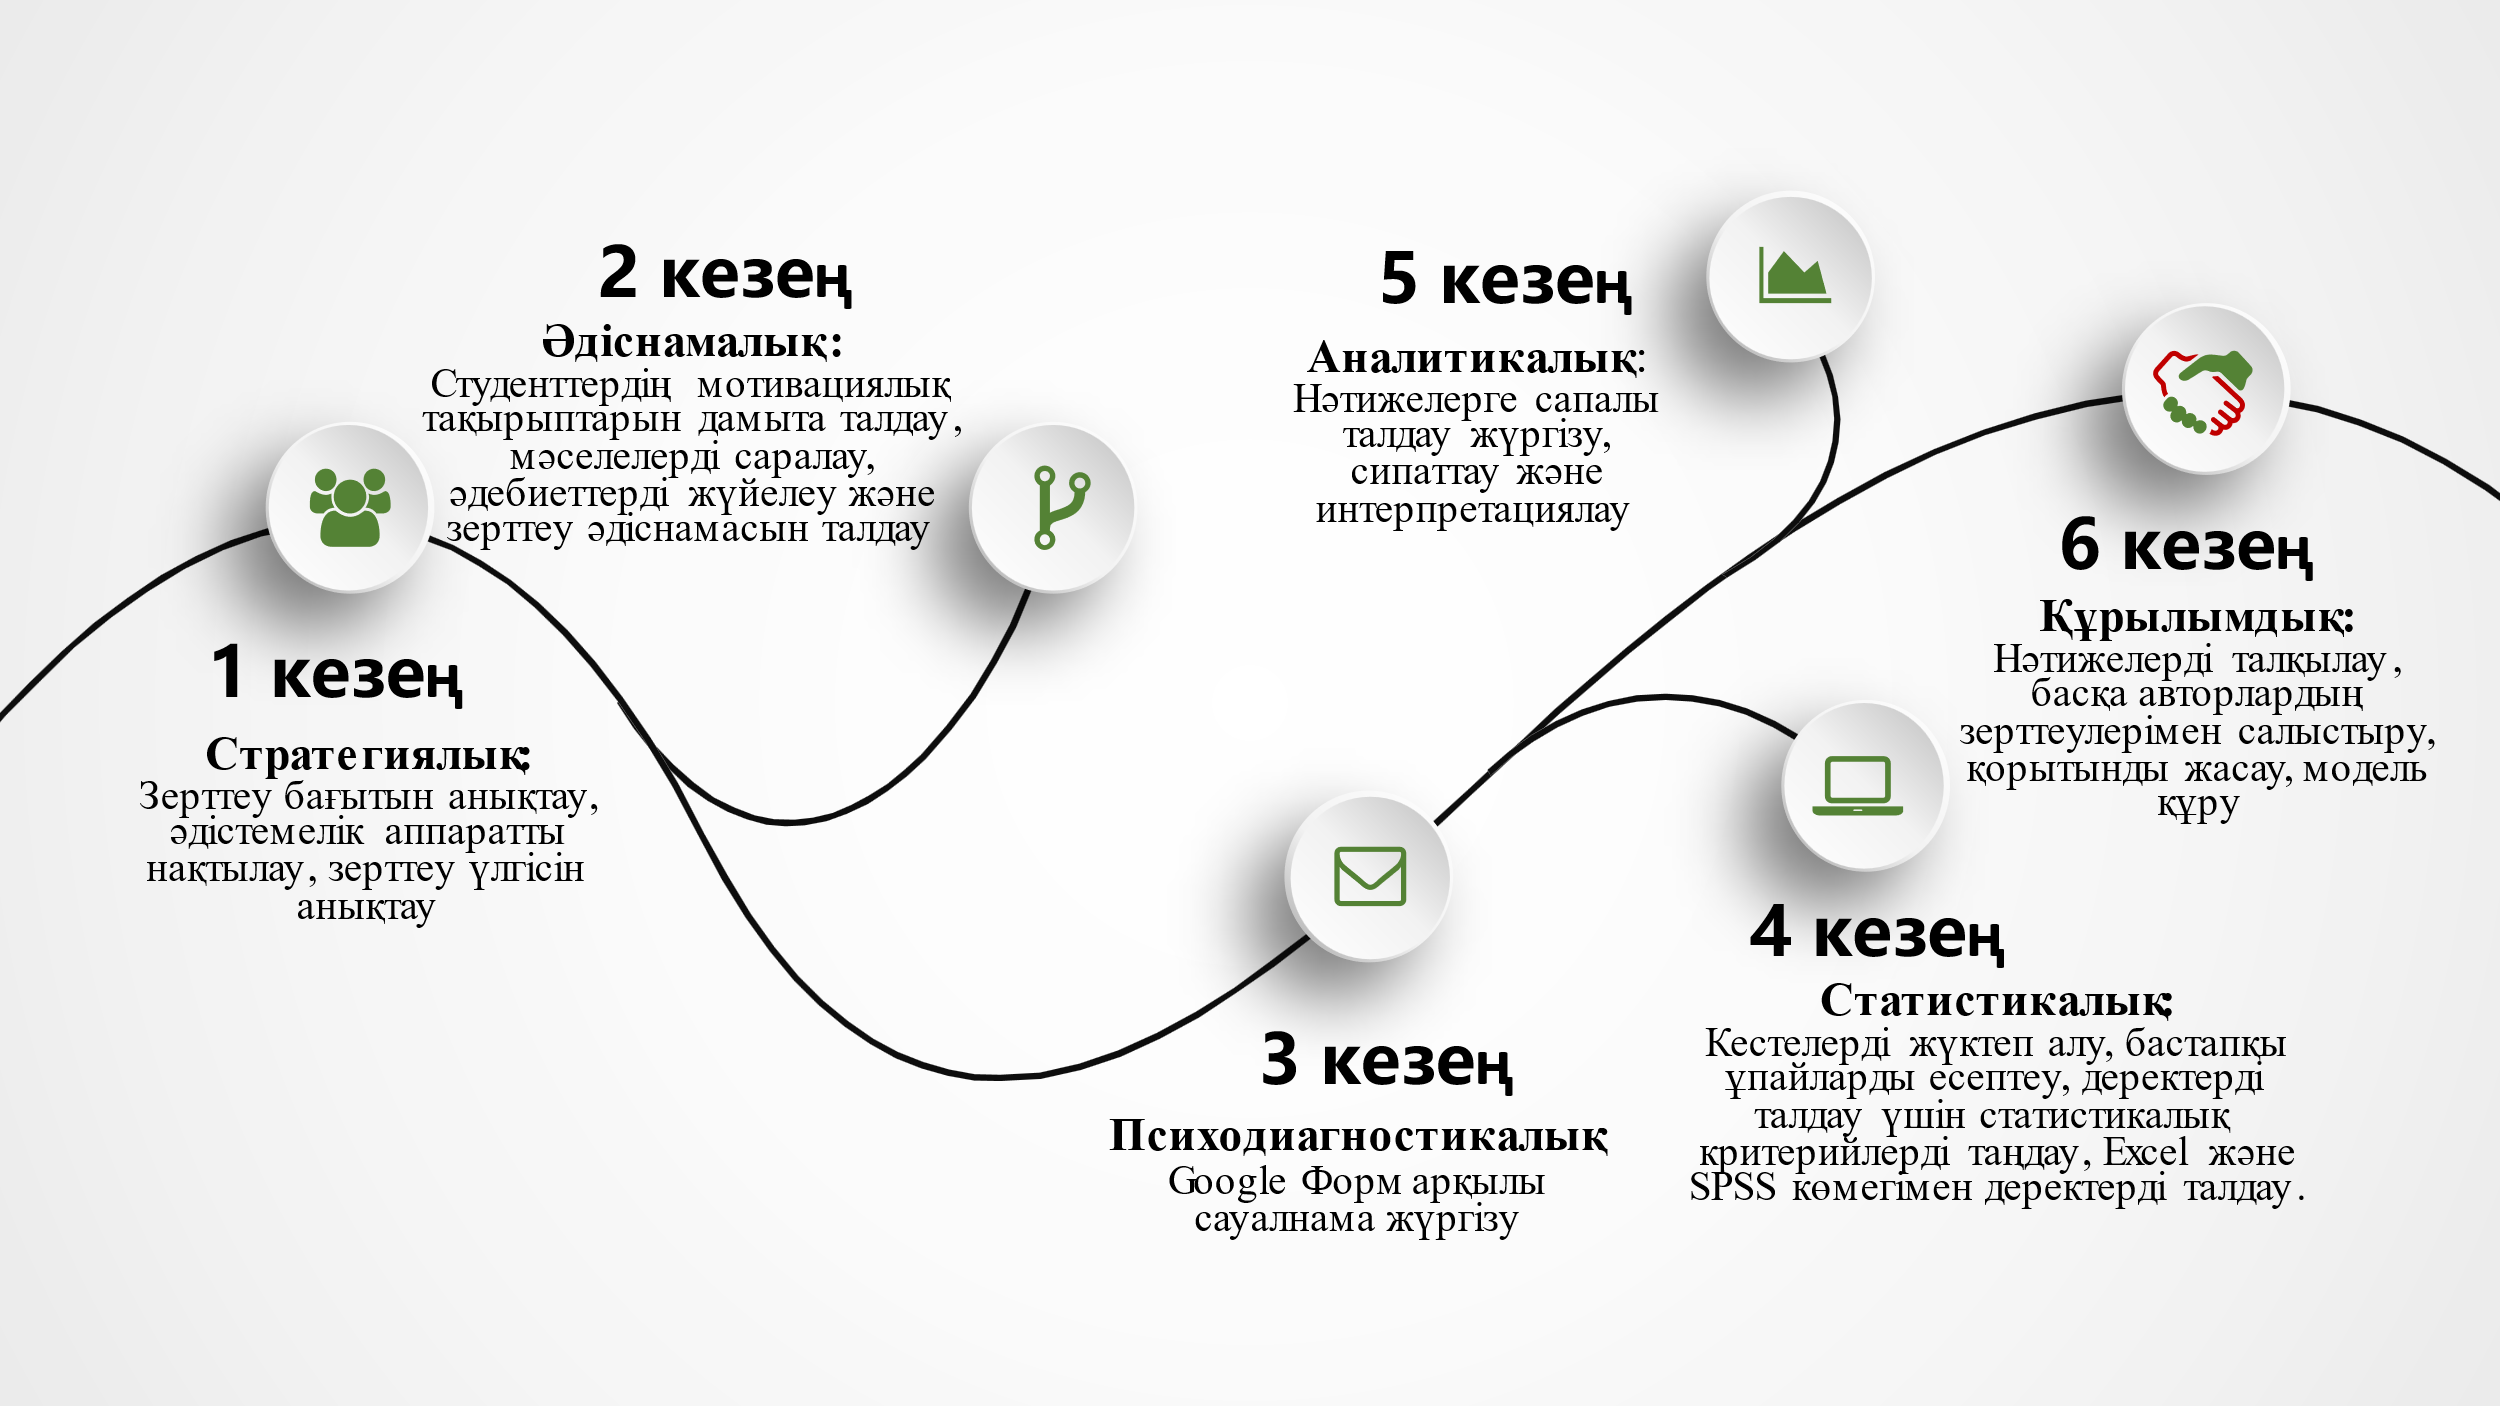 1 кезең
Стратегиялық:
Зерттеу бағытын анықтау,
әдістемелік аппаратты
нақтылау, зерттеу үлгісін
анықтау
2 кезең
Әдіснамалық:
Студенттердің мотивациялық
тақырыптарын дамыта талдау,
мәселелерді саралау,
әдебиеттерді жүйелеу және
зерттеу әдіснамасын талдау
3 кезең
Психодиагностикалық
Google Форм арқылы
сауалнама жүргізу
4 кезең
Статистикалық:
Кестелерді жүктеп алу, бастапқы
ұпайларды есептеу, деректерді
талдау үшін статистикалық
критерийлерді таңдау, Excel және
SPSS көмегімен деректерді талдау.
5 кезең
Аналитикалық:
Нәтижелерге сапалы
талдау жүргізу,
сипаттау және
интерпретациялау
6 кезең
Құрылымдық:
Нәтижелерді талқылау,
басқа авторлардың
зерттеулерімен салыстыру,
қорытынды жасау, модель
құру